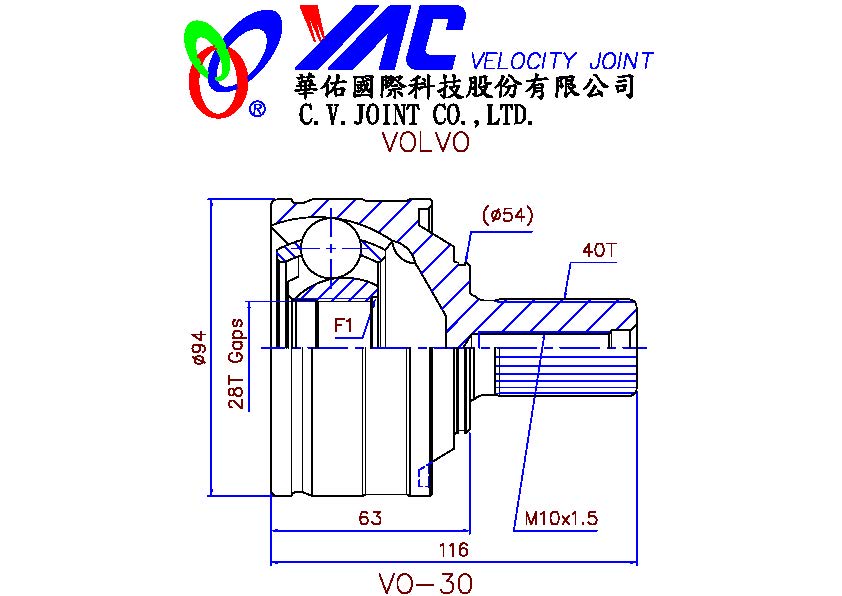 YAC VELOCITY JOINT
®
華佑國際科技股份有限公司
C.V.JOINT CO.,LTD.
VOLVO
(ø54)
40T
F1
ø94
28T Gaps
63
M10x1.5
116
VO-30